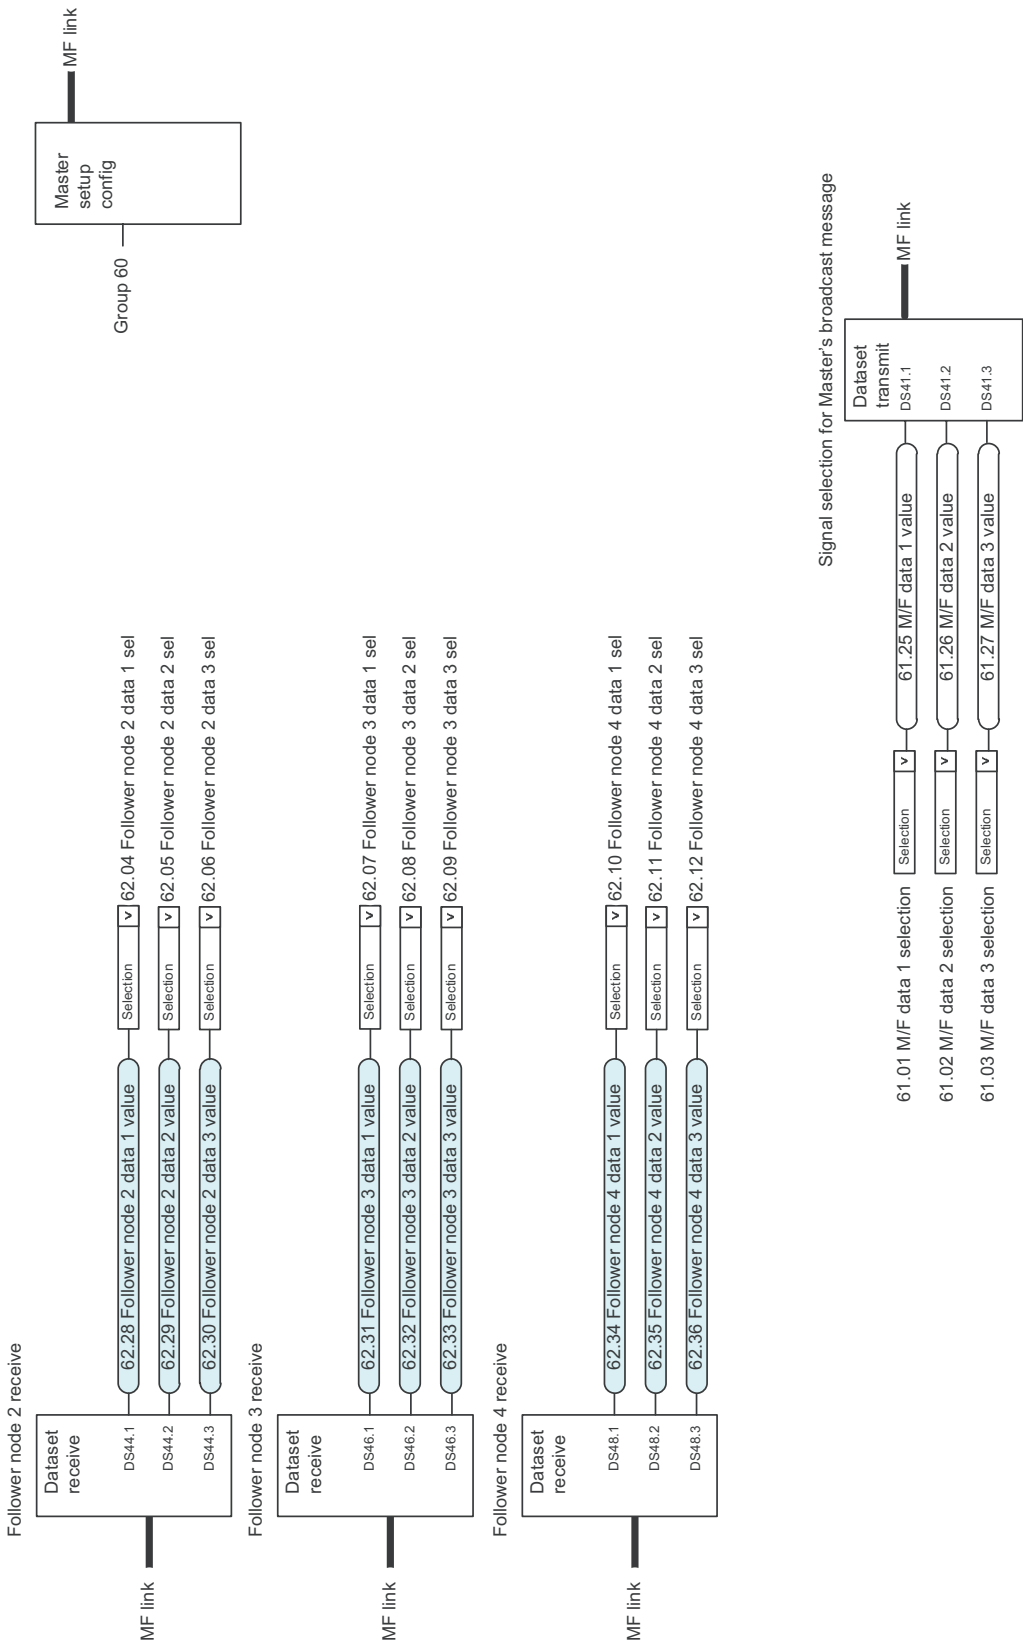 Follower node 2 receive
MF link
Dataset
receive
DS44.1
DS44.2
DS44.3
62.28 Follower node 2 data 1 value
62.29 Follower node 2 data 2 value
62.30 Follower node 2 data 3 value
Selection
v
62.04 Follower node 2 data 1 sel
Selection
v
62.05 Follower node 2 data 2 sel
Selection
v
62.06 Follower node 2 data 3 sel
Group 60
Master
setup
config
MF link
Follower node 3 receive
MF link
Dataset
receive
DS46.1
DS46.2
DS46.3
62.31 Follower node 3 data 1 value
62.32 Follower node 3 data 2 value
62.33 Follower node 3 data 3 value
Selection
v
62.07 Follower node 3 data 1 sel
Selection
v
62.08 Follower node 3 data 2 sel
Selection
v
62.09 Follower node 3 data 3 sel
Follower node 4 receive
MF link
Dataset
receive
DS48.1
DS48.2
DS48.3
62.34 Follower node 4 data 1 value
62.35 Follower node 4 data 2 value
62.36 Follower node 4 data 3 value
Selection
v
62.10 Follower node 4 data 1 sel
Selection
v
62.11 Follower node 4 data 2 sel
Selection
v
62.12 Follower node 4 data 3 sel
Signal selection for Master's broadcast message
61.01 M/F data 1 selection
Selection
v
61.25 M/F data 1 value
61.02 M/F data 2 selection
Selection
v
61.26 M/F data 2 value
61.03 M/F data 3 selection
Selection
v
61.27 M/F data 3 value
Dataset
transmit
DS41.1
DS41.2
DS41.3
MF link